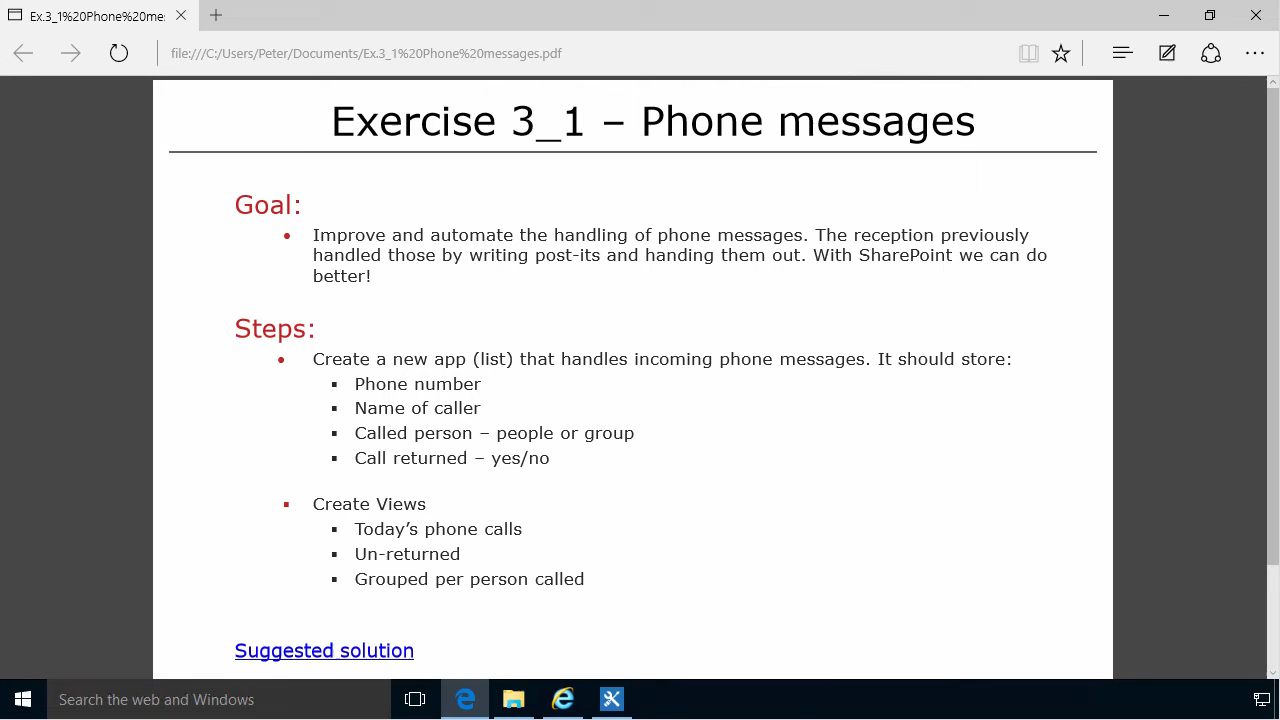 Ex.3_1%20Phone%20me:
file:///C:/Users/Peter/Documents/Ex.3_1%20Phone%20messages.pdf
Exercise 3_1 – Phone messages
Goal:
• Improve and automate the handling of phone messages. The reception previously
handled those by writing post-its and handing them out. With SharePoint we can do
better!
Steps:
• Create a new app (list) that handles incoming phone messages. It should store:
▪ Phone number
▪ Name of caller
▪ Called person – people or group
▪ Call returned – yes/no
▪ Create Views
▪ Today’s phone calls
▪ Un-returned
▪ Grouped per person called
Suggested solution
Search the web and Windows